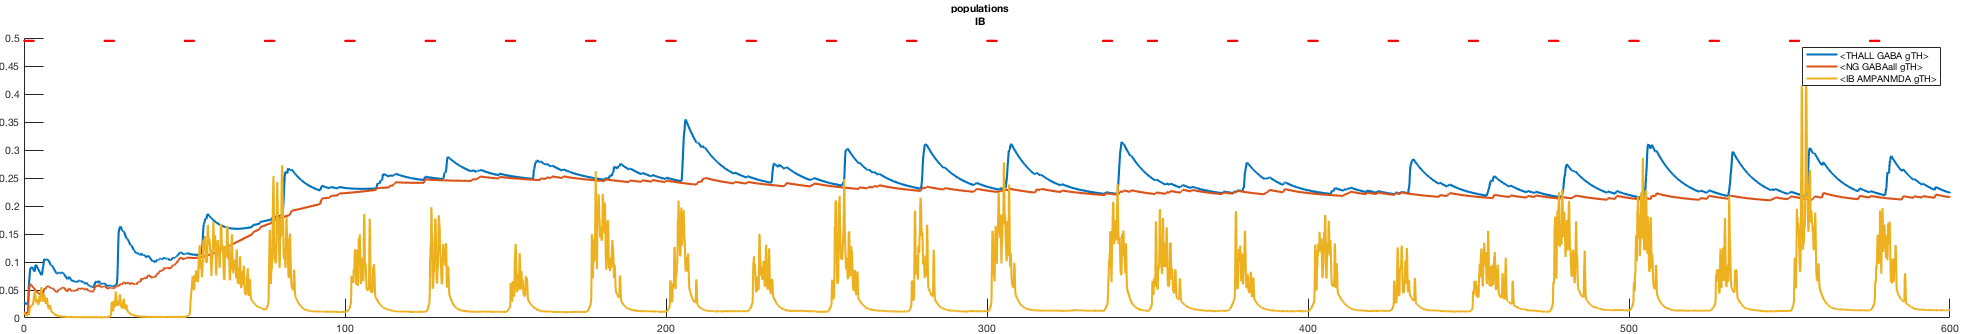 populations
IB
0.5
0.45
0.4
0.35
0.3
0.25
0.2
0.15
0.1
0.05
0
0 100 200 300 400 500 600
<THALL GABA gTH>
<NG GABAall gTH>
<IB AMPANMDA gTH>